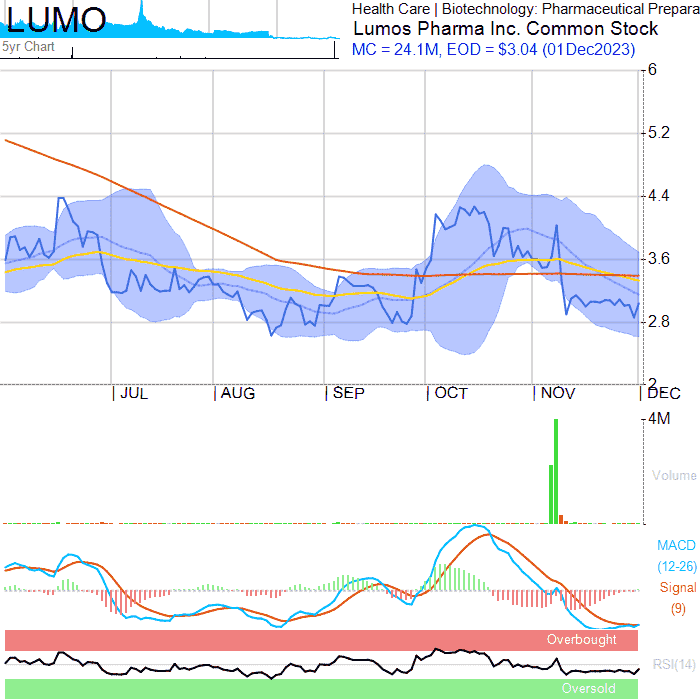 LUMO
Health Care | Biotechnology: Pharmaceutical Prepara
Lumos Pharma Inc. Common Stock
5yr Chart
MC = 24.1M, EOD = $3.04 (01Dec2023)
6
5.2
4.4
3.6
2.8
2
JUL
AUG
SEP
OCT
NOV
DEC
4M
Volume
MACD
(12-26)
Signal
(9)
Overbought
RSI(14)
Oversold